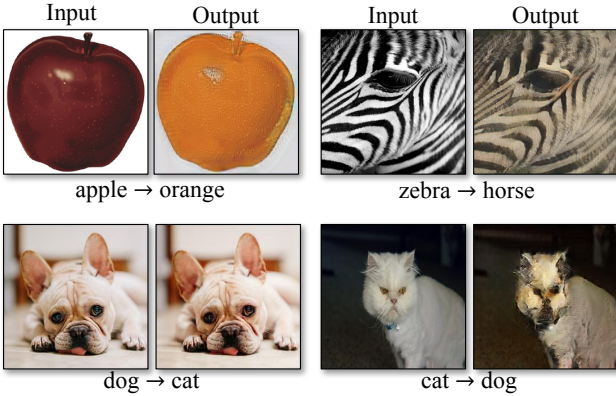 Input Output Input Output
apple → orange zebra → horse
dog → cat cat → dog